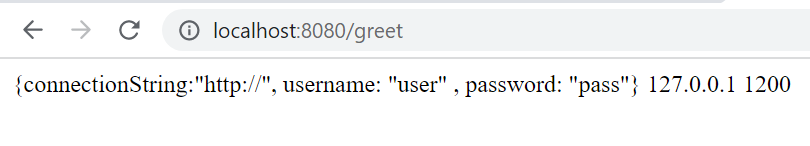 localhost:8080/greet
{connectionString:"http://", username: "user" , password: "pass"} 127.0.0.1 1200